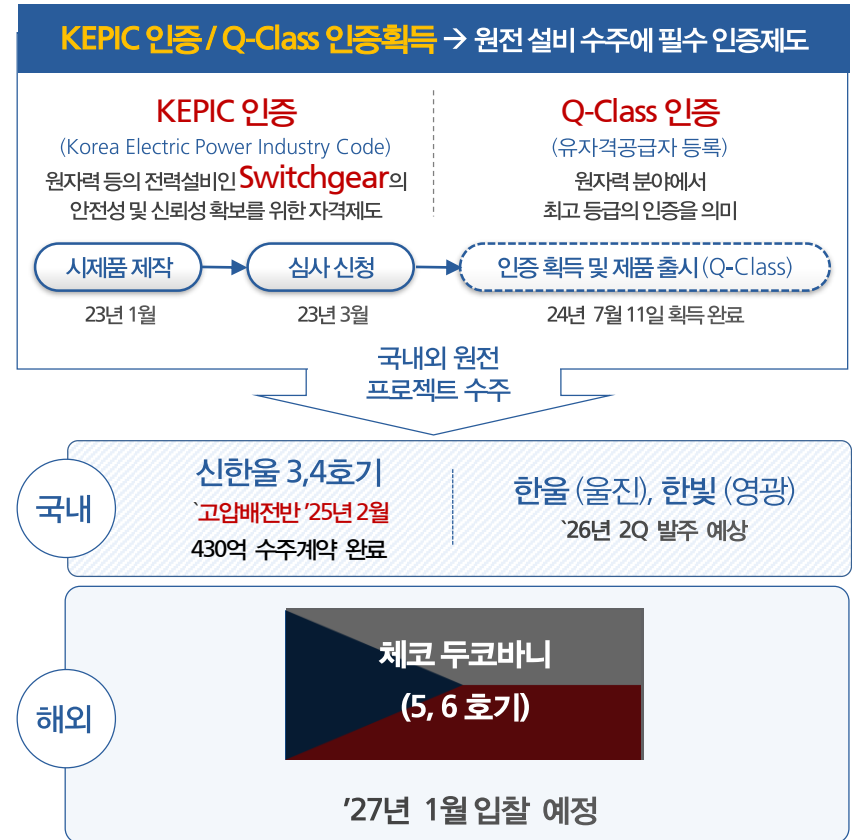 KEPIC 인증 / Q-Class 인증획득 → 원전 설비 수주에 필수 인증제도
KEPIC 인증
(Korea Electric Power Industry Code)
원자력 등의 전력설비인 Switchgear의
안전성 및 신뢰성 확보를 위한 자격제도
Q-Class 인증
(유자격공급자 등록)
원자력 분야에서
최고 등급의 인증을 의미
시제품 제작
심사 신청
인증 획득 및 제품 출시 (Q-Class)
23년 1월
23년 3월
24년 7월 11일 획득 완료
국내외 원전
프로젝트 수주
국내
신한울 3,4호기
`고압배전반 '25년 2월
430억 수주계약 완료
한울 (울진), 한빛 (영광)
`26년 2Q 발주 예상
해외
체코 두코바니
(5, 6 호기)
'27년 1월 입찰 예정